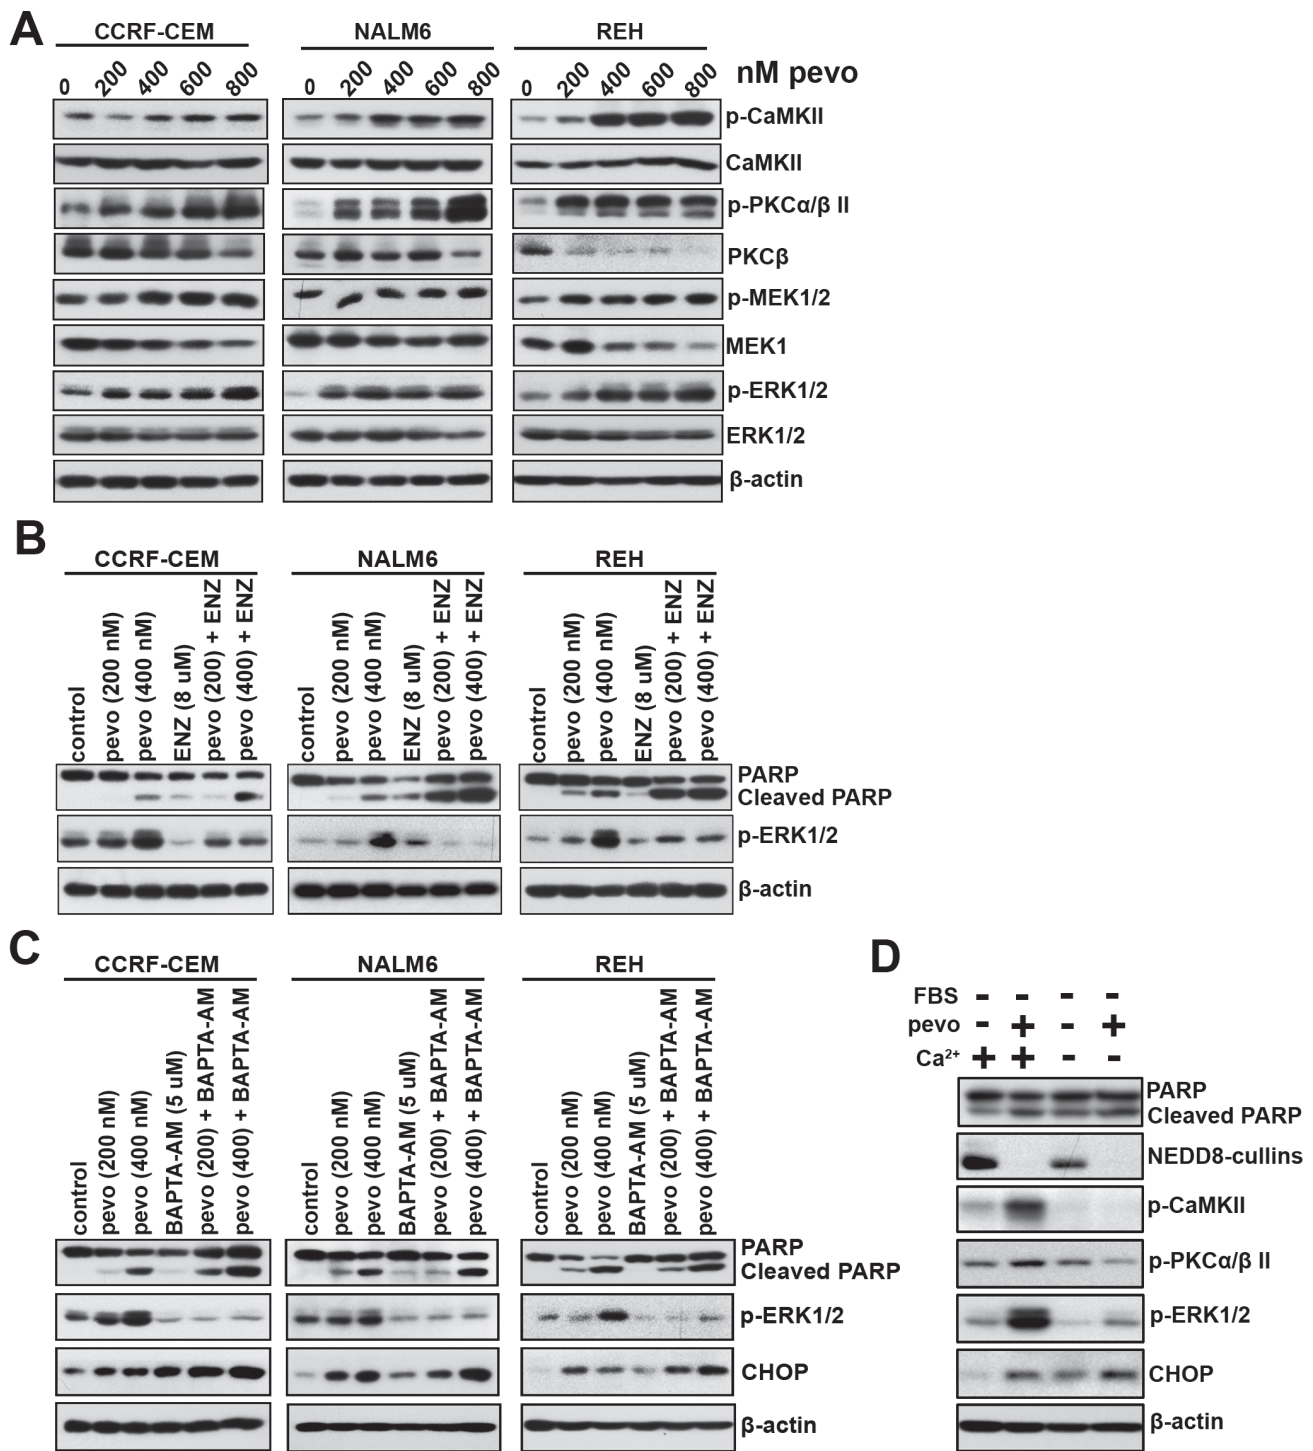 A
CCRF-CEM NALM6 REH
0 200 400 600 800 0 200 400 600 800 0 200 400 600 800 nM pevo
p-CaMKII
CaMKII
p-PKCα/β II
PKCβ
p-MEK1/2
MEK1
p-ERK1/2
ERK1/2
β-actin
B
CCRF-CEM NALM6 REH
control pevo (200 nM) pevo (400 nM) ENZ (8 uM) pevo (200) + ENZ pevo (400) + ENZ control pevo (200 nM) pevo (400 nM) ENZ (8 uM) pevo (200) + ENZ pevo (400) + ENZ control pevo (200 nM) pevo (400 nM) ENZ (8 uM) pevo (200) + ENZ pevo (400) + ENZ
PARP
Cleaved PARP
p-ERK1/2
β-actin
C
CCRF-CEM NALM6 REH
control pevo (200 nM) pevo (400 nM) BAPTA-AM (5 uM) pevo (200) + BAPTA-AM pevo (400) + BAPTA-AM control pevo (200 nM) pevo (400 nM) BAPTA-AM (5 uM) pevo (200) + BAPTA-AM pevo (400) + BAPTA-AM control pevo (200 nM) pevo (400 nM) BAPTA-AM (5 uM) pevo (200) + BAPTA-AM pevo (400) + BAPTA-AM
PARP
Cleaved PARP
p-ERK1/2
CHOP
β-actin
D
FBS - - - -
pevo - + - +
Ca²⁺ + + - -
PARP
Cleaved PARP
NEDD8-cullins
p-CaMKII
p-PKCα/β II
p-ERK1/2
CHOP
β-actin